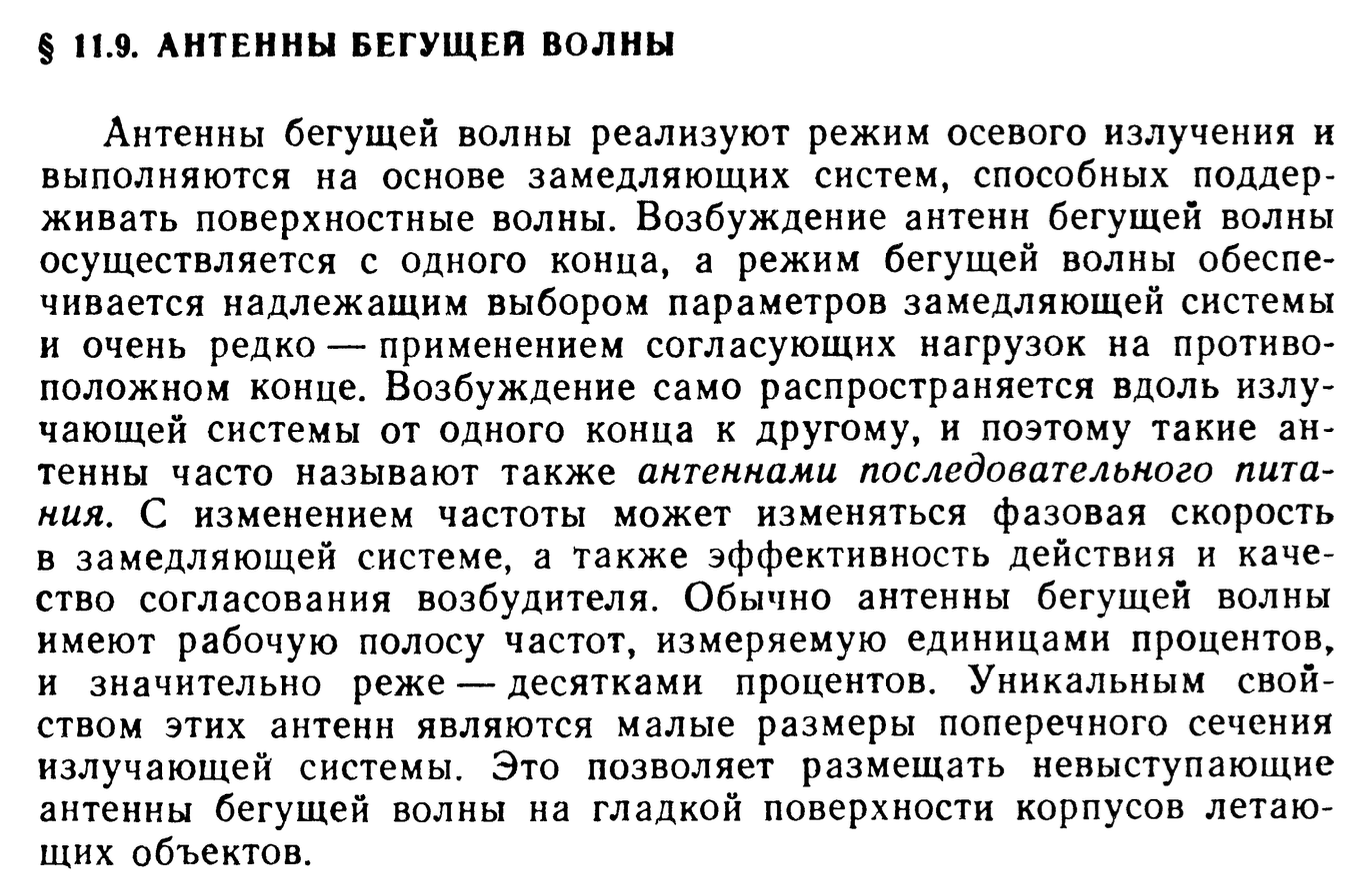 § 11.9. АНТЕННЫ БЕГУЩЕЙ ВОЛНЫ
Антенны бегущей волны реализуют режим осевого излучения и
выполняются на основе замедляющих систем, способных поддер-
живать поверхностные волны. Возбуждение антенн бегущей волны
осуществляется с одного конца, а режим бегущей волны обеспе-
чивается надлежащим выбором параметров замедляющей системы
и очень редко — применением согласующих нагрузок на противо-
положном конце. Возбуждение само распространяется вдоль излу-
чающей системы от одного конца к другому, и поэтому такие ан-
тенны часто называют также антеннами последовательного пита-
ния. С изменением частоты может изменяться фазовая скорость
в замедляющей системе, а также эффективность действия и каче-
ство согласования возбудителя. Обычно антенны бегущей волны
имеют рабочую полосу частот, измеряемую единицами процентов,
и значительно реже — десятками процентов. Уникальным свой-
ством этих антенн являются малые размеры поперечного сечения
излучающей системы. Это позволяет размещать невыступающие
антенны бегущей волны на гладкой поверхности корпусов летаю-
щих объектов.